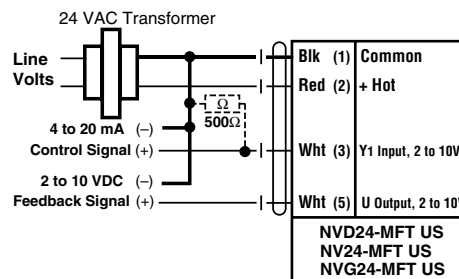 24 VAC Transformer
Line
Volts
Blk (1) Common
Red (2) + Hot
Ω
500Ω
4 to 20 mA (–)
Control Signal (+)
Wht (3) Y1 Input, 2 to 10V
2 to 10 VDC (–)
Feedback Signal (+)
Wht (5) U Output, 2 to 10V
NVD24-MFT US
NV24-MFT US
NVG24-MFT US